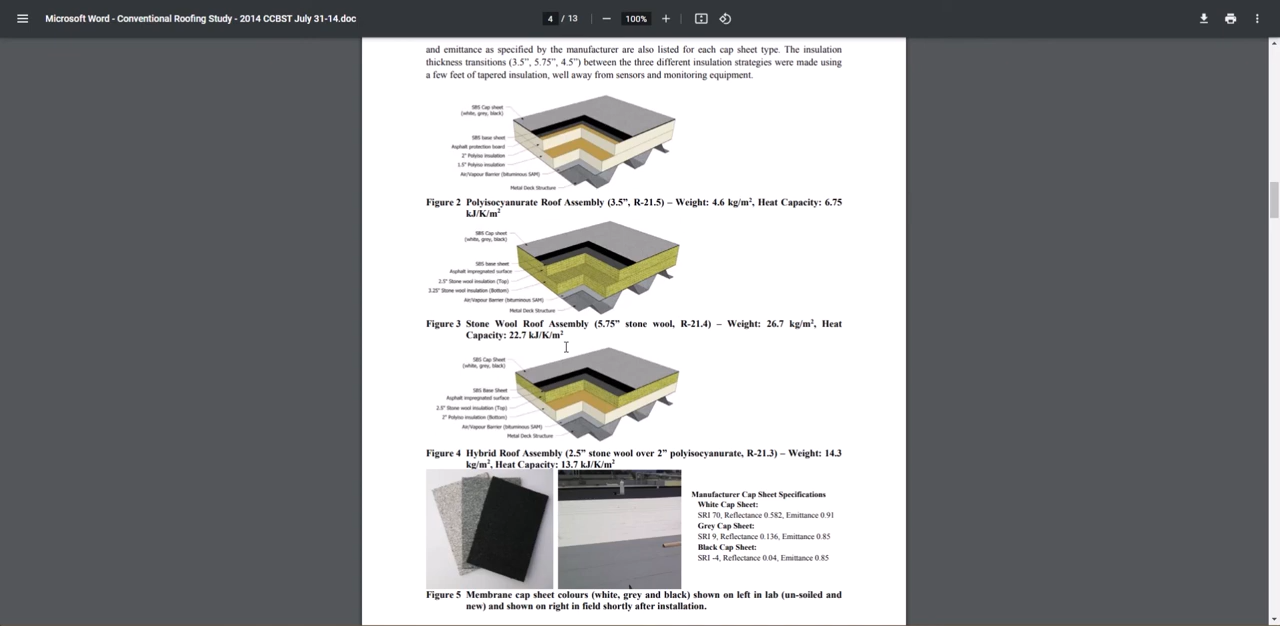 Microsoft Word - Conventional Roofing Study - 2014 CCBST July 31-14.doc
4 / 13
100%
and emittance as specified by the manufacturer are also listed for each cap sheet type. The insulation
thickness transitions (3.5”, 5.75”, 4.5”) between the three different insulation strategies were made using
a few feet of tapered insulation, well away from sensors and monitoring equipment.
SBS Cap sheet
(white, grey, black)
SBS base sheet
Asphalt protection board
2" Polyiso insulation
1.5" Polyiso insulation
Air/Vapour Barrier (bituminous SAM)
Metal Deck Structure
Figure 2 Polyisocyanurate Roof Assembly (3.5”, R-21.5) – Weight: 4.6 kg/m², Heat Capacity: 6.75
kJ/K/m²
SBS Cap sheet
(white, grey, black)
SBS base sheet
Asphalt impregnated surface
2.5" Stone wool insulation (Top)
3.25" Stone wool insulation (Bottom)
Air/Vapour Barrier (bituminous SAM)
Metal Deck Structure
Figure 3 Stone Wool Roof Assembly (5.75” stone wool, R-21.4) – Weight: 26.7 kg/m², Heat
Capacity: 22.7 kJ/K/m²
SBS Cap Sheet
(white, grey, black)
SBS Base Sheet
Asphalt impregnated surface
2.5" Stone wool insulation (Top)
2" Polyiso insulation (Bottom)
Air/Vapour Barrier (bituminous SAM)
Metal Deck Structure
Figure 4 Hybrid Roof Assembly (2.5” stone wool over 2” polyisocyanurate, R-21.3) – Weight: 14.3
kg/m², Heat Capacity: 13.7 kJ/K/m²
Manufacturer Cap Sheet Specifications
White Cap Sheet:
SRI 70, Reflectance 0.582, Emittance 0.91
Grey Cap Sheet:
SRI 9, Reflectance 0.136, Emittance 0.85
Black Cap Sheet:
SRI -4, Reflectance 0.04, Emittance 0.85
Figure 5 Membrane cap sheet colours (white, grey and black) shown on left in lab (un-soiled and
new) and shown on right in field shortly after installation.